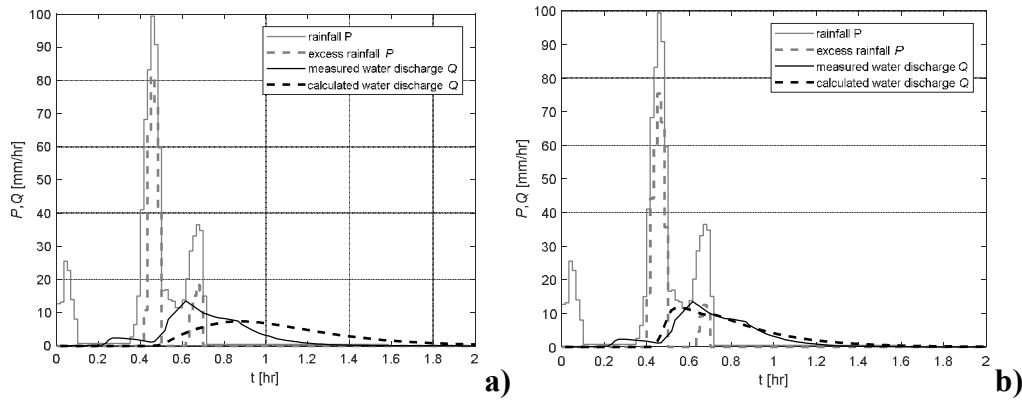 100
90
80
70
60
50
40
30
20
10
0
P,Q [mm/hr]
rainfall P
excess rainfall P
measured water discharge Q
calculated water discharge Q
0 0.2 0.4 0.6 0.8 1 1.2 1.4 1.6 1.8 2
t [hr]
a)
100
90
80
70
60
50
40
30
20
10
0
P,Q [mm/hr]
rainfall P
excess rainfall P
measured water discharge Q
calculated water discharge Q
0 0.2 0.4 0.6 0.8 1 1.2 1.4 1.6 1.8 2
t [hr]
b)